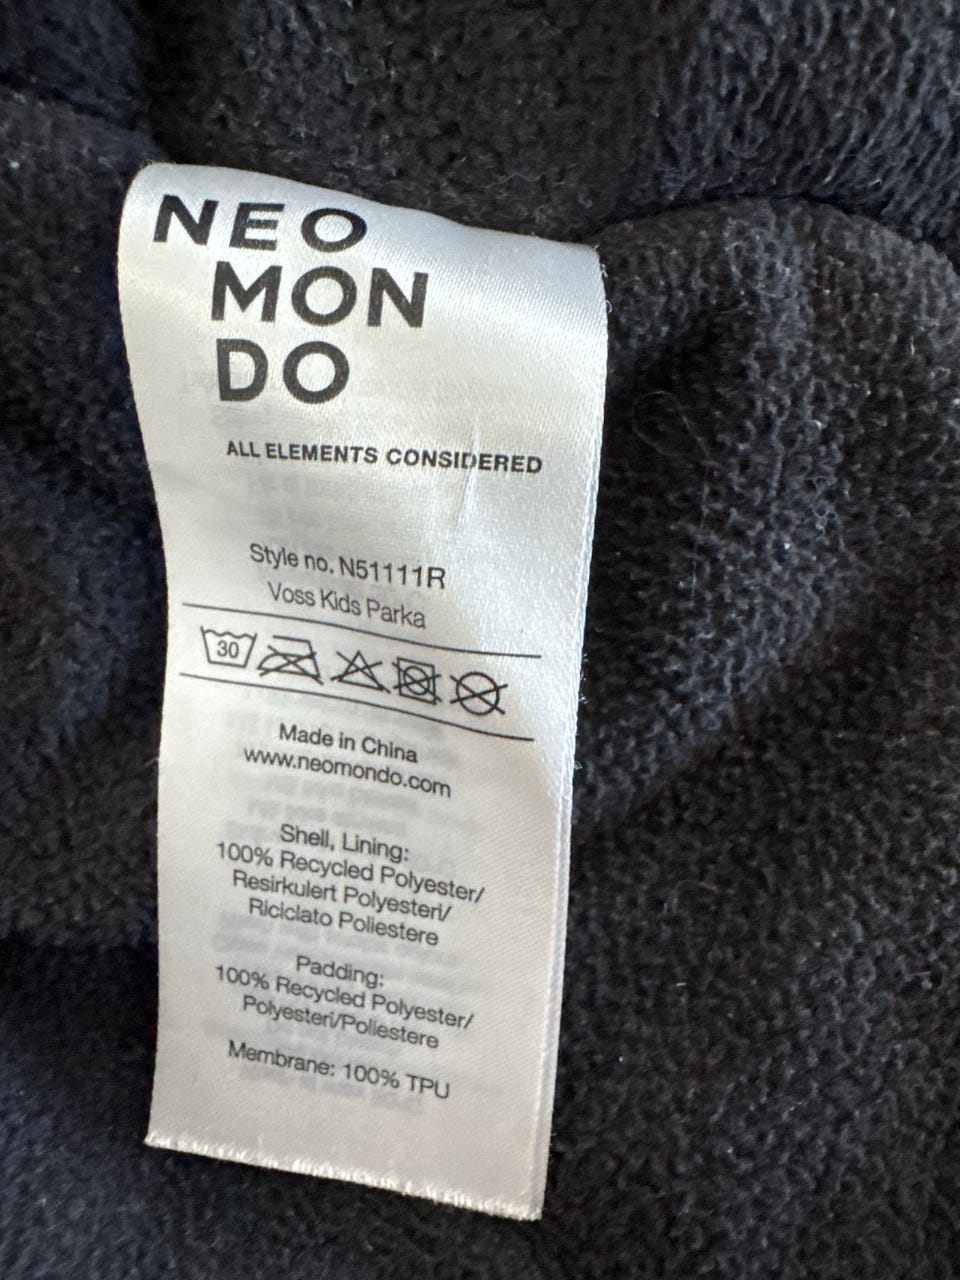 NEO
MON
DO
ALL ELEMENTS CONSIDERED
Style no. N51111R
Voss Kids Parka
30
Made in China
www.neomondo.com
Shell, Lining:
100% Recycled Polyester/
Resirkulert Polyesteri/
Riciclato Poliestere
Padding:
100% Recycled Polyester/
Polyesteri/Poliestere
Membrane: 100% TPU